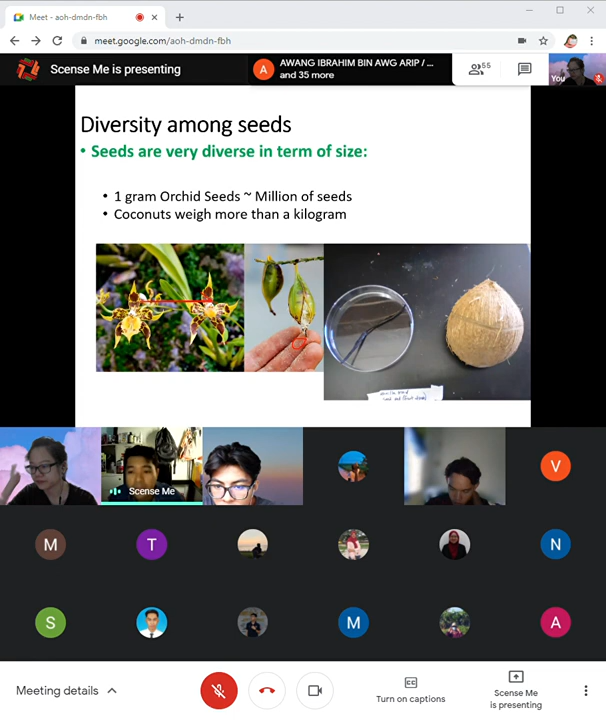 Meet - aoh-dmdn-fbh
meet.google.com/aoh-dmdn-fbh
Scense Me is presenting
A
AWANG IBRAHIM BIN AWG ARIP / ...
and 35 more
55
You
Diversity among seeds
• Seeds are very diverse in term of size:
• 1 gram Orchid Seeds ~ Million of seeds
• Coconuts weigh more than a kilogram
Scense Me
V
M
T
N
S
M
A
Meeting details
CC
Turn on captions
Scense Me
is presenting